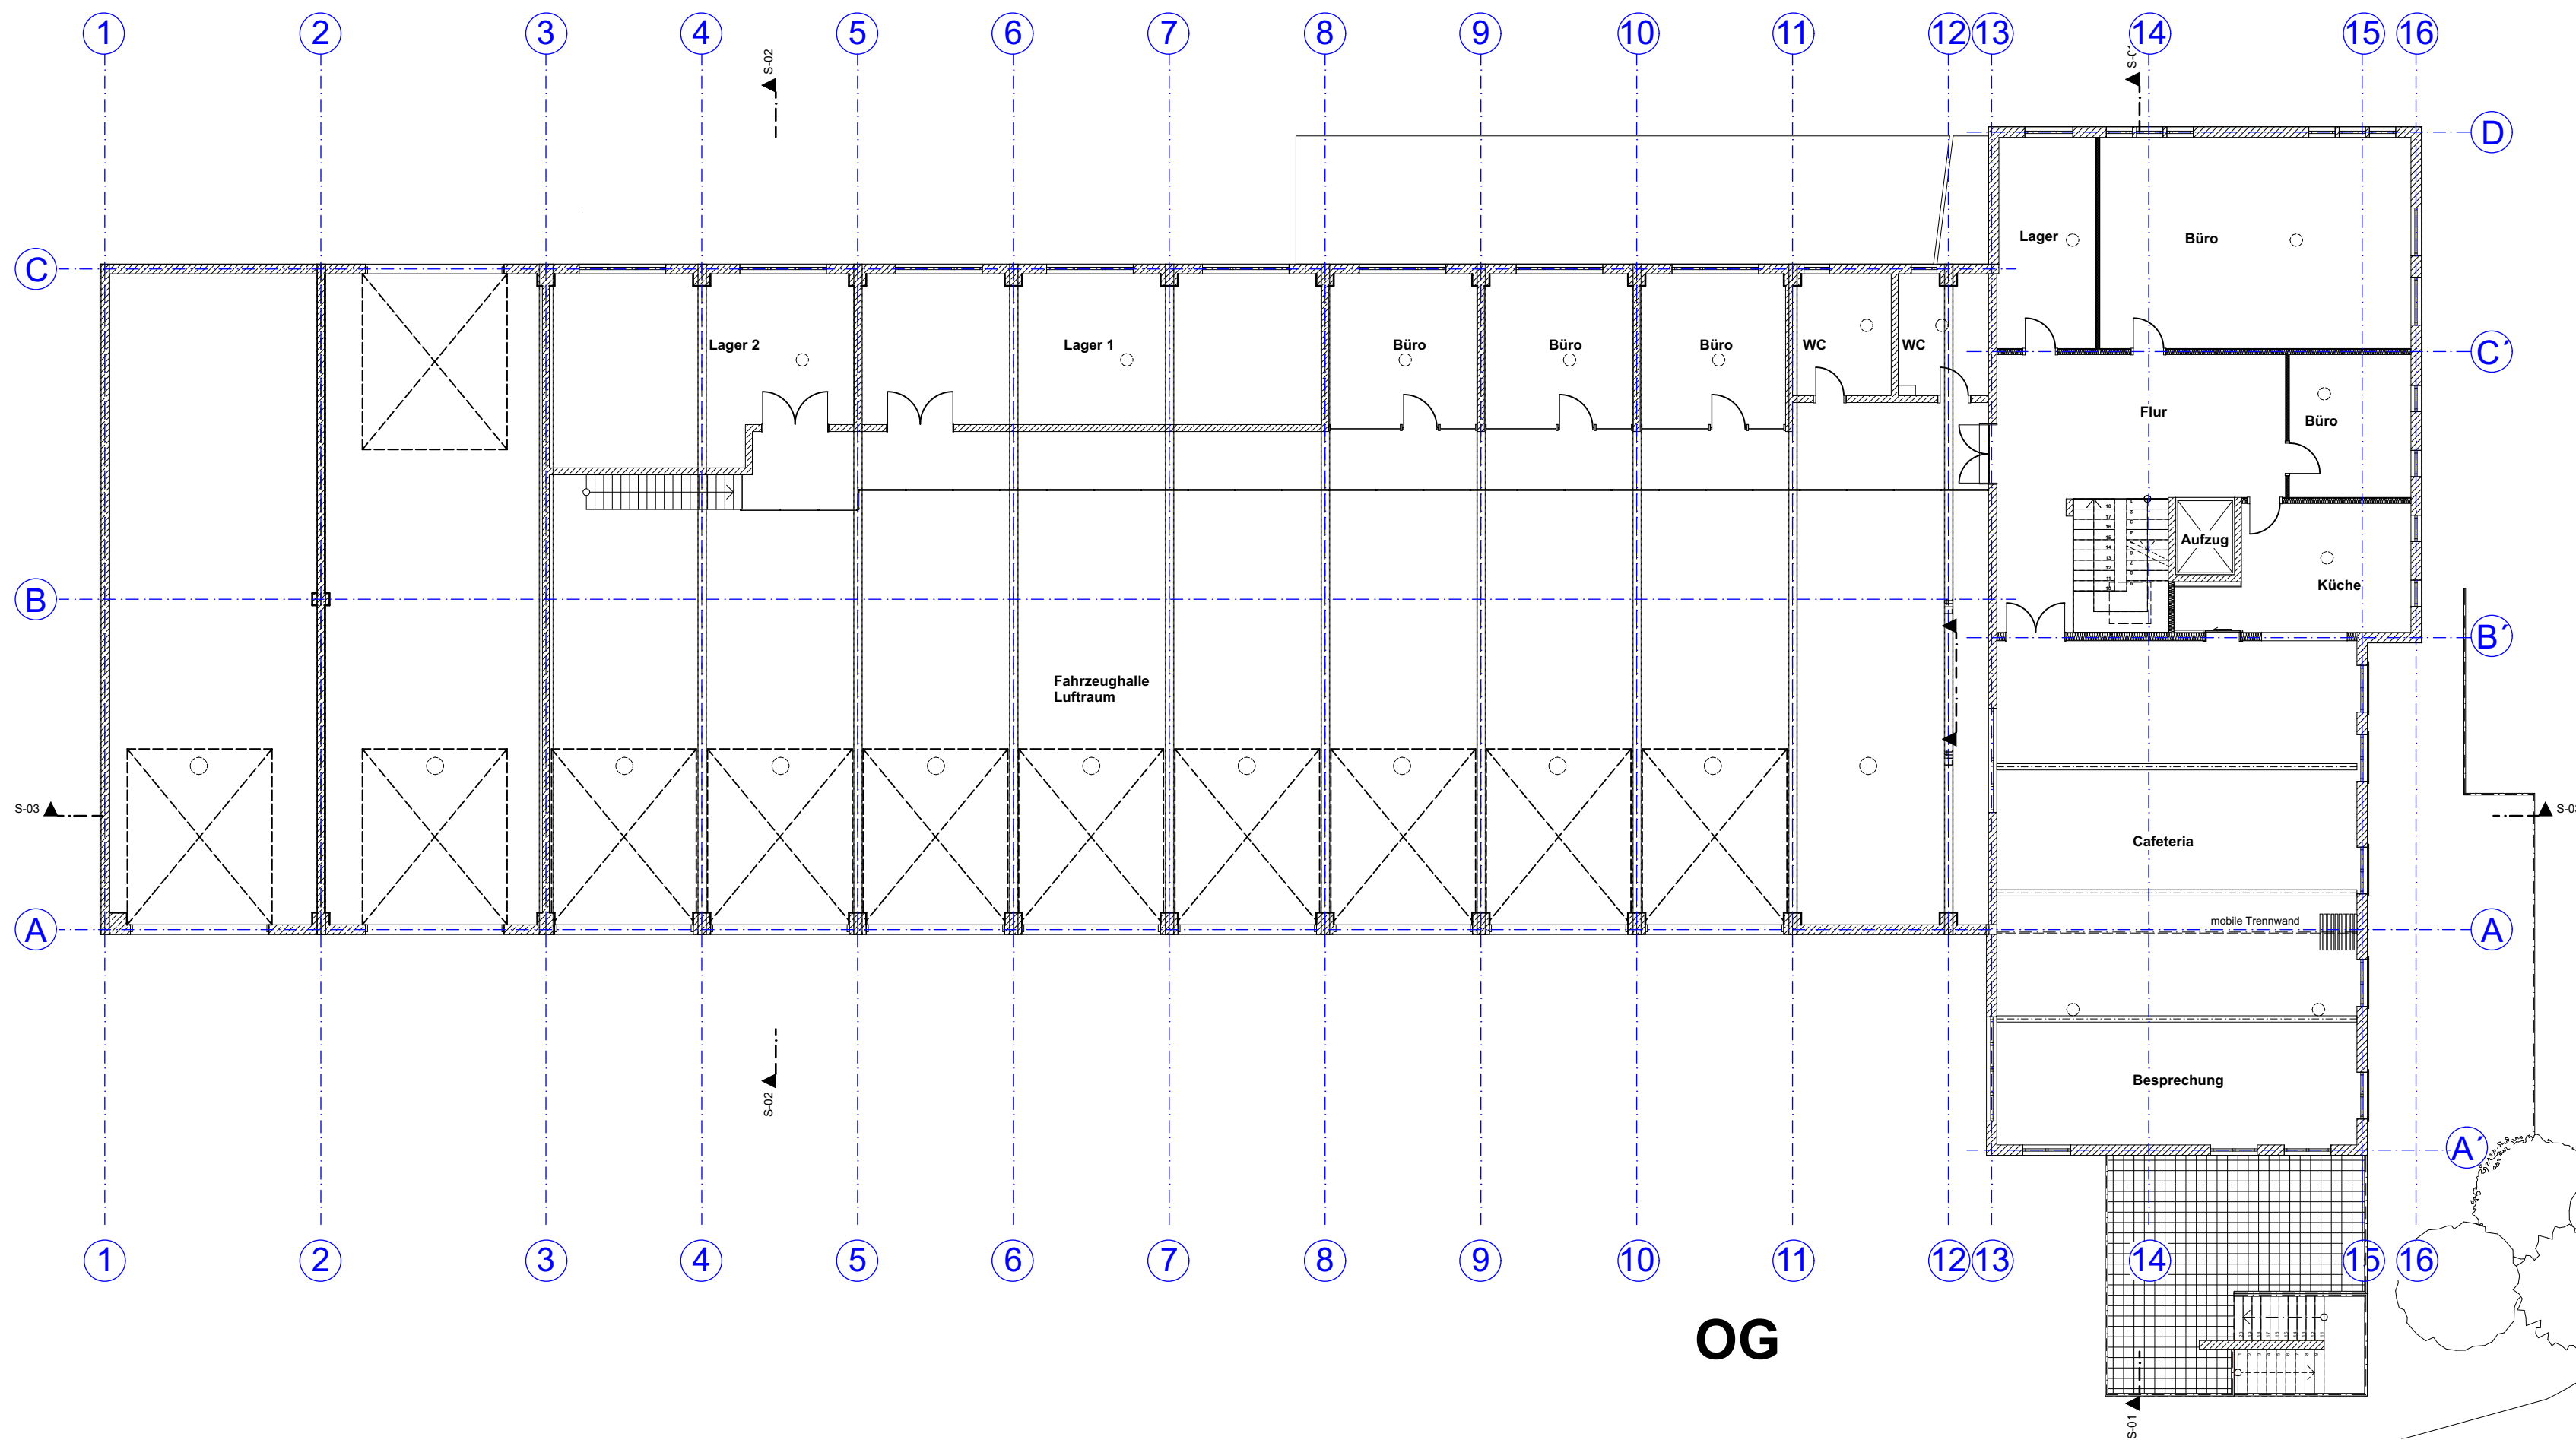 1 2 3 4 5 6 7 8 9 10 11 12 13 14 15 16
S-02
D
Lager
Büro
C
Lager 2
Lager 1
Büro
Büro
Büro
WC
WC
C´
Flur
Büro
Aufzug
Küche
B
B´
Fahrzeughalle
Luftraum
S-03
Cafeteria
mobile Trennwand
A
A
S-02
Besprechung
A´
1 2 3 4 5 6 7 8 9 10 11 12 13 14 15 16
OG
S-01